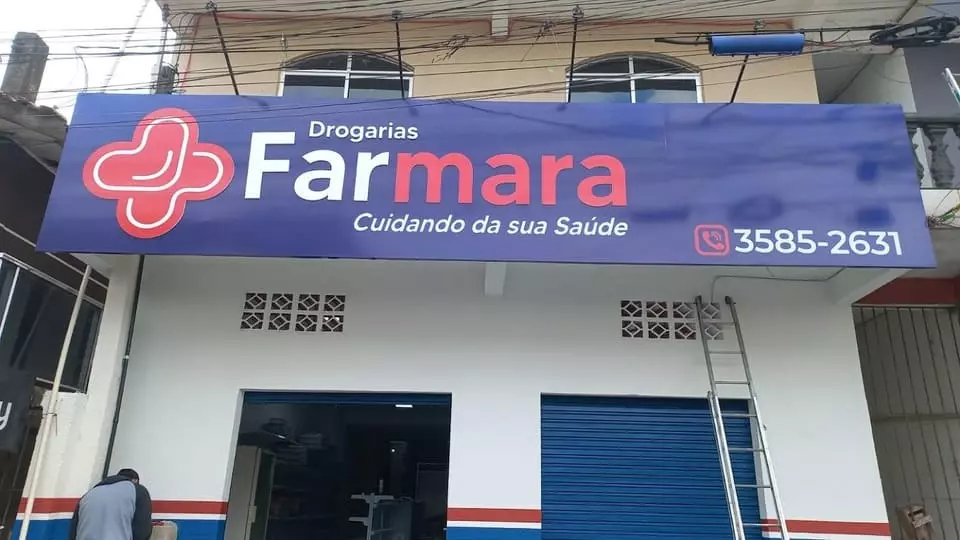 Drogarias
Farmara
Cuidando da sua Saúde
3585-2631
y